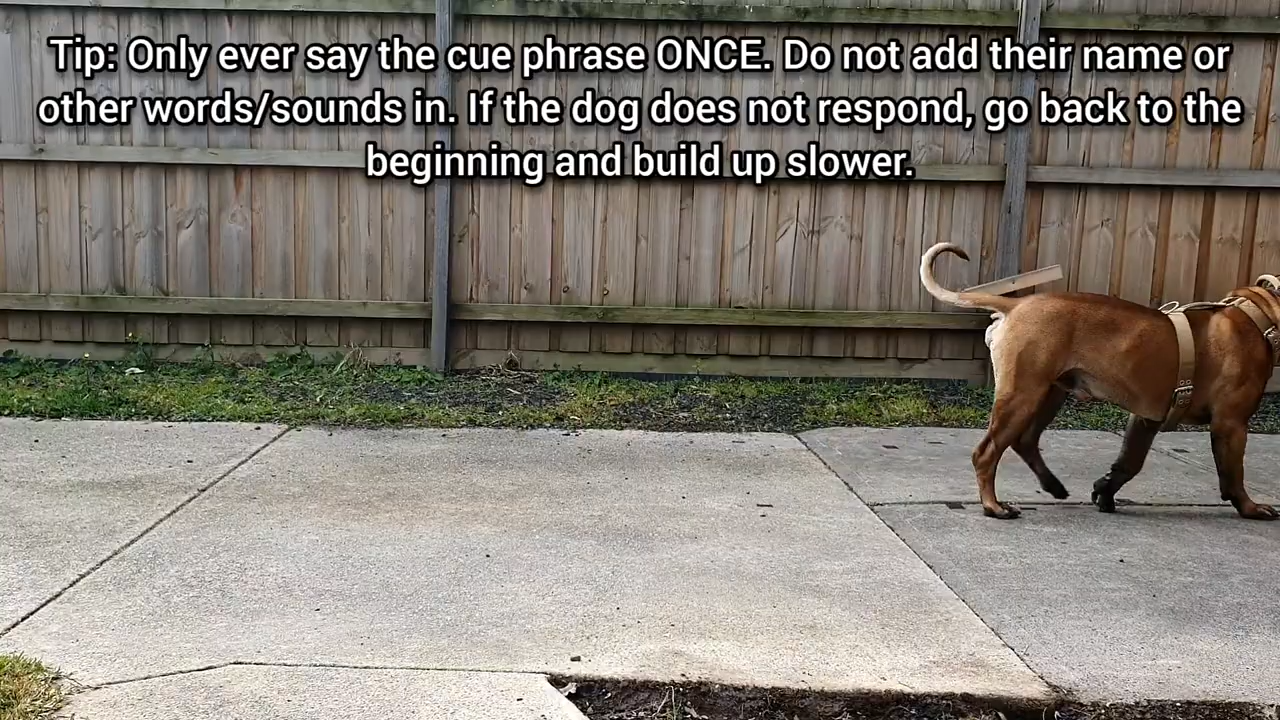 Tip: Only ever say the cue phrase ONCE. Do not add their name or
other words/sounds in. If the dog does not respond, go back to the
beginning and build up slower.